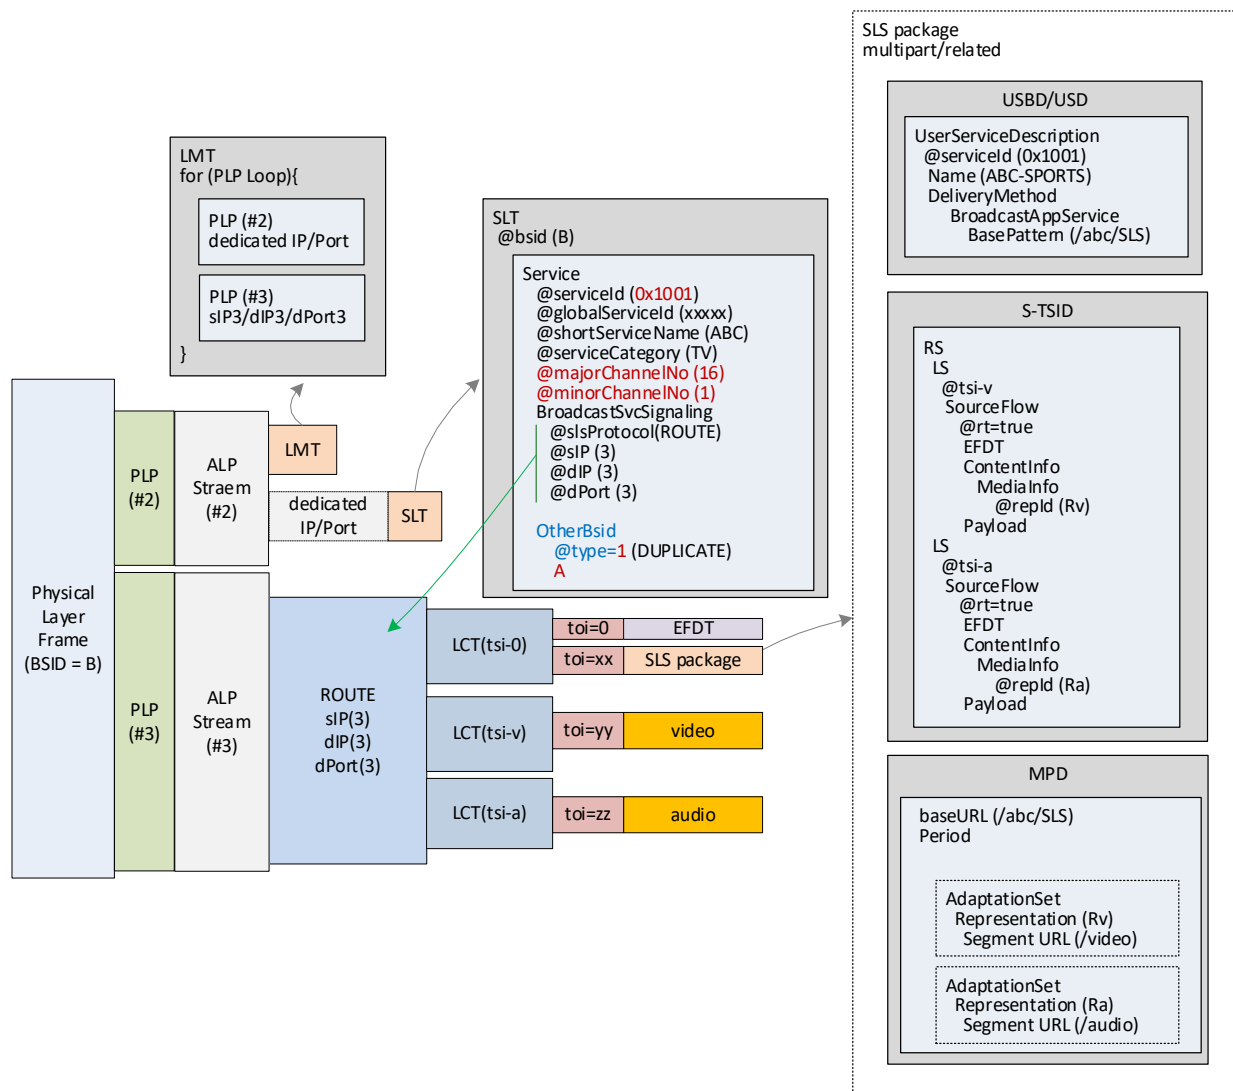 SLS package
multipart/related
USBD/USD
UserServiceDescription
@serviceId (0x1001)
Name (ABC-SPORTS)
DeliveryMethod
BroadcastAppService
BasePattern (/abc/SLS)
S-TSID
RS
LS
@tsi-v
SourceFlow
@rt=true
EFDT
ContentInfo
MediaInfo
@repId (Rv)
Payload
LS
@tsi-a
SourceFlow
@rt=true
EFDT
ContentInfo
MediaInfo
@repId (Ra)
Payload
MPD
baseURL (/abc/SLS)
Period
AdaptationSet
Representation (Rv)
Segment URL (/video)
AdaptationSet
Representation (Ra)
Segment URL (/audio)
LMT
for (PLP Loop){
PLP (#2)
dedicated IP/Port
PLP (#3)
sIP3/dIP3/dPort3
}
SLT
@bsid (B)
Service
@serviceId (0x1001)
@globalServiceId (xxxxx)
@shortServiceName (ABC)
@serviceCategory (TV)
@majorChannelNo (16)
@minorChannelNo (1)
BroadcastSvcSignaling
@slsProtocol(ROUTE)
@sIP (3)
@dIP (3)
@dPort (3)
OtherBsid
@type=1 (DUPLICATE)
A
Physical
Layer
Frame
(BSID = B)
PLP
(#2)
ALP
Straem
(#2)
LMT
dedicated
IP/Port
SLT
PLP
(#3)
ALP
Stream
(#3)
ROUTE
sIP(3)
dIP(3)
dPort(3)
LCT(tsi-0)
toi=0
EFDT
toi=xx
SLS package
LCT(tsi-v)
toi=yy
video
LCT(tsi-a)
toi=zz
audio